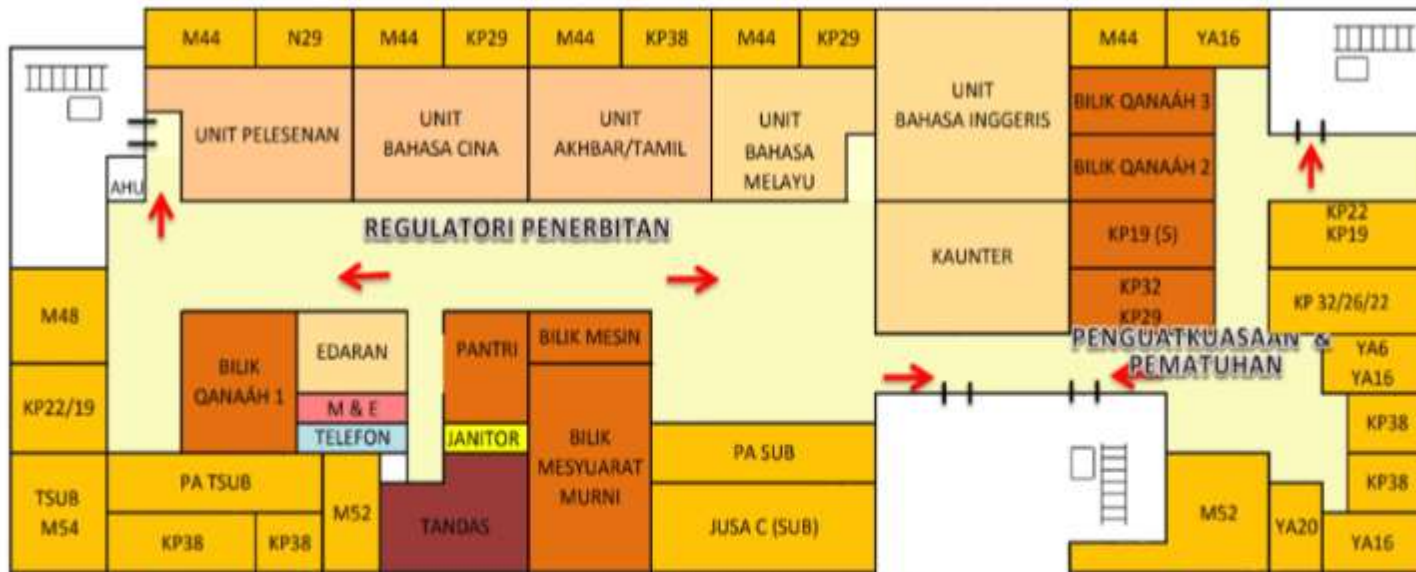 M44
N29
M44
KP29
M44
KP38
M44
KP29
M44
YA16
UNIT PELESENAN
UNIT
BAHASA CINA
UNIT
AKHBAR/TAMIL
UNIT
BAHASA
MELAYU
UNIT
BAHASA INGGERIS
BILIK QANAÁH 3
BILIK QANAÁH 2
AHU
REGULATORI PENERBITAN
KAUNTER
KP19 (5)
KP22
KP19
KP32
KP29
KP 32/26/22
M48
BILIK
QANAÁH 1
EDARAN
PANTRI
BILIK MESIN
PENGUATKUASAAN &
PEMATUHAN
YA6
YA16
KP22/19
M & E
TELEFON
JANITOR
BILIK
MESYUARAT
MURNI
PA SUB
KP38
KP38
TSUB
M54
PA TSUB
KP38
KP38
M52
TANDAS
JUSA C (SUB)
M52
YA20
YA16